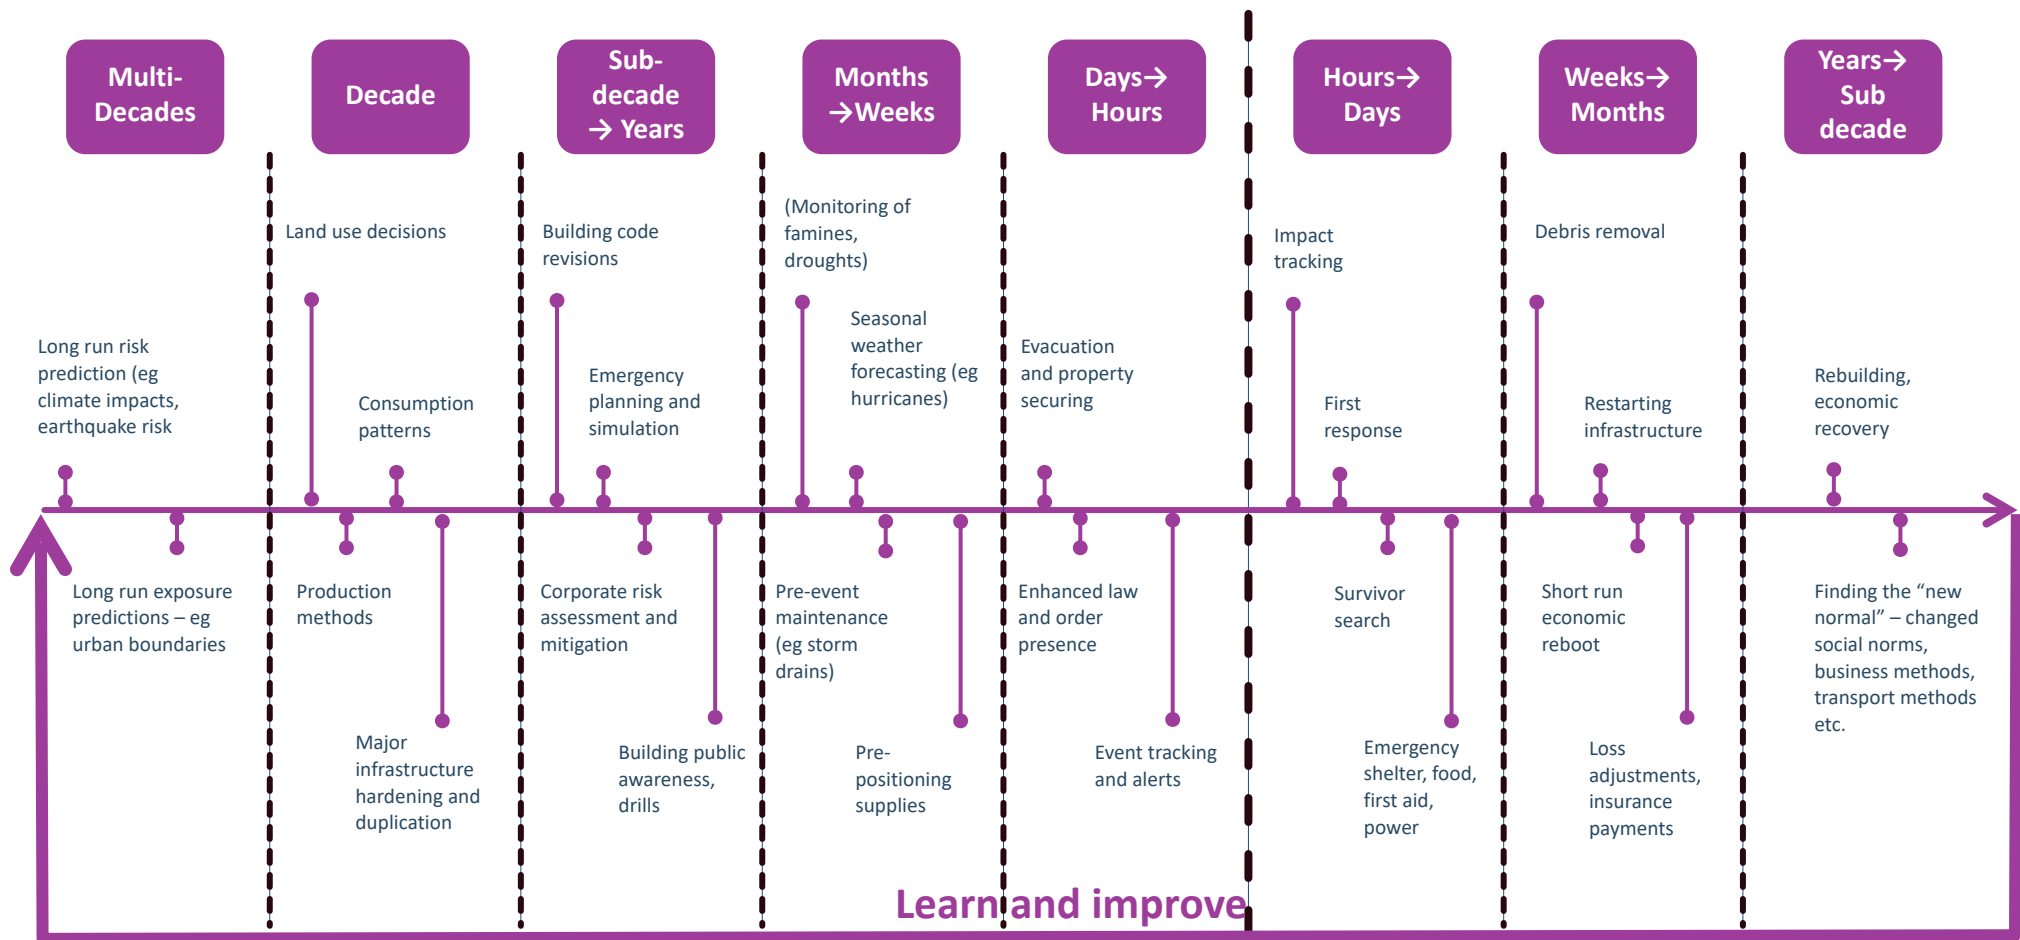 Multi-
Decades
Decade
Sub-
decade
→ Years
Months
→Weeks
Days→
Hours
Hours→
Days
Weeks→
Months
Years→
Sub
decade
Long run risk
prediction (eg
climate impacts,
earthquake risk
Long run exposure
predictions – eg
urban boundaries
Land use decisions
Consumption
patterns
Production
methods
Major
infrastructure
hardening and
duplication
Building code
revisions
Emergency
planning and
simulation
Corporate risk
assessment and
mitigation
Building public
awareness,
drills
(Monitoring of
famines,
droughts)
Seasonal
weather
forecasting (eg
hurricanes)
Pre-event
maintenance
(eg storm
drains)
Pre-
positioning
supplies
Evacuation
and property
securing
Enhanced law
and order
presence
Event tracking
and alerts
Impact
tracking
First
response
Survivor
search
Emergency
shelter, food,
first aid,
power
Debris removal
Restarting
infrastructure
Short run
economic
reboot
Loss
adjustments,
insurance
payments
Rebuilding,
economic
recovery
Finding the “new
normal” – changed
social norms,
business methods,
transport methods
etc.
Learn and improve